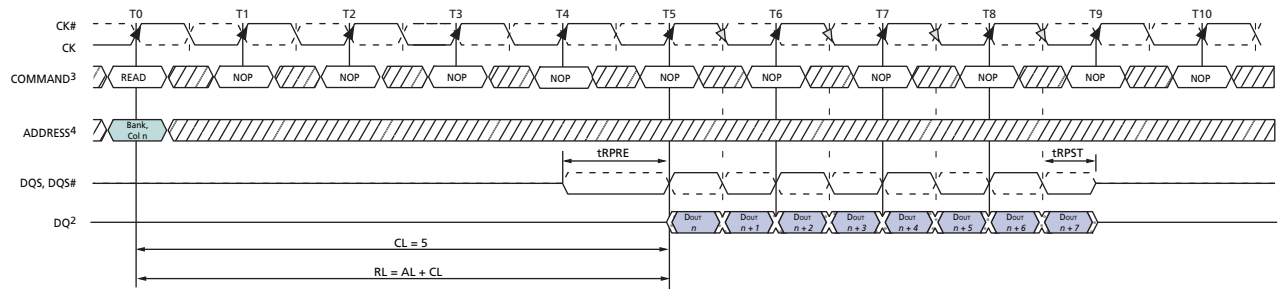 T0 T1 T2 T3 T4 T5 T6 T7 T8 T9 T10
CK#
CK
COMMAND3 READ NOP NOP NOP NOP NOP NOP NOP NOP NOP NOP
ADDRESS4 Bank, Col n
tRPRE tRPST
DQS, DQS#
DQ2 DOUT n DOUT n + 1 DOUT n + 2 DOUT n + 3 DOUT n + 4 DOUT n + 5 DOUT n + 6 DOUT n + 7
CL = 5
RL = AL + CL